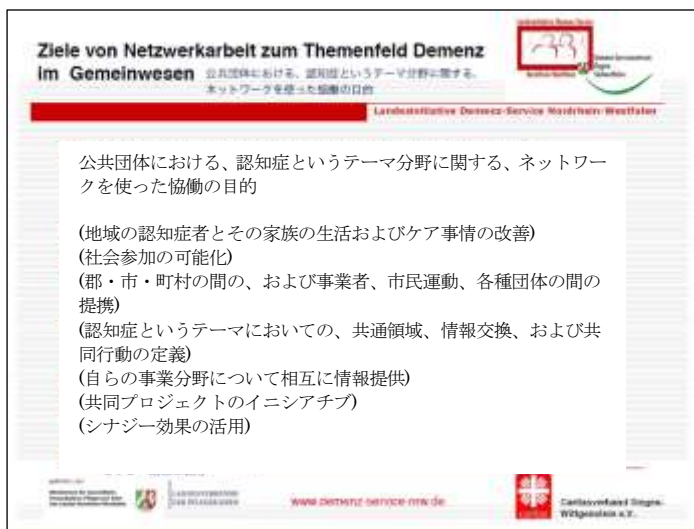 Ziele von Netzwerkarbeit zum Themenfeld Demenz
im Gemeinwesen 公共団体における、認知症というテーマ分野に関する、
ネットワークを使った協働の目的
Landesinitiative Demenz-Service Nordrhein-Westfalen
公共団体における、認知症というテーマ分野に関する、ネットワー
クを使った恊働の目的
(地域の認知症者とその家族の生活およびケア事情の改善)
(社会参加の可能化)
(郡・市・町村の間の、および事業者、市民運動、各種団体の間の
提携)
(認知症というテーマにおいての、共通領域、情報交換、および共
同行動の定義)
(自らの事業分野について相互に情報提供)
(共同プロジェクトのイニシアチブ)
(シナジー効果の活用)
www.demenz-service-nrw.de
Caritasverband Siegen-
Wittgenstein e.V.